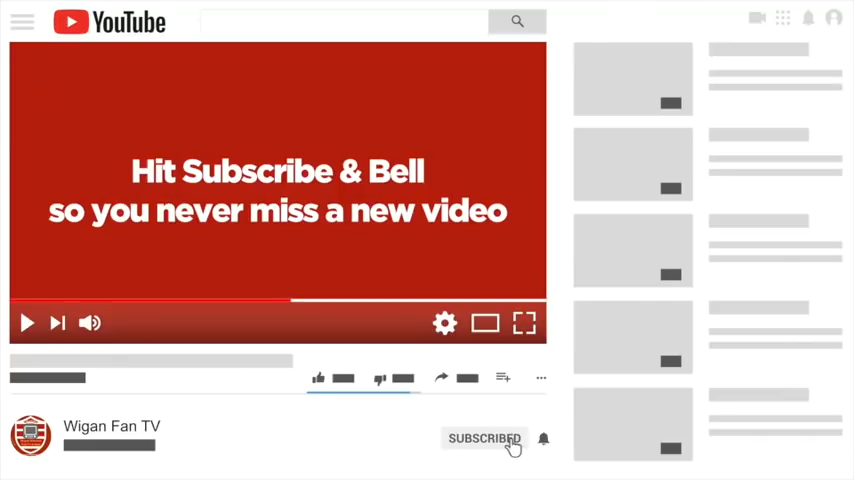 YouTube
Hit Subscribe & Bell
so you never miss a new video
Wigan Fan TV
SUBSCRIBED